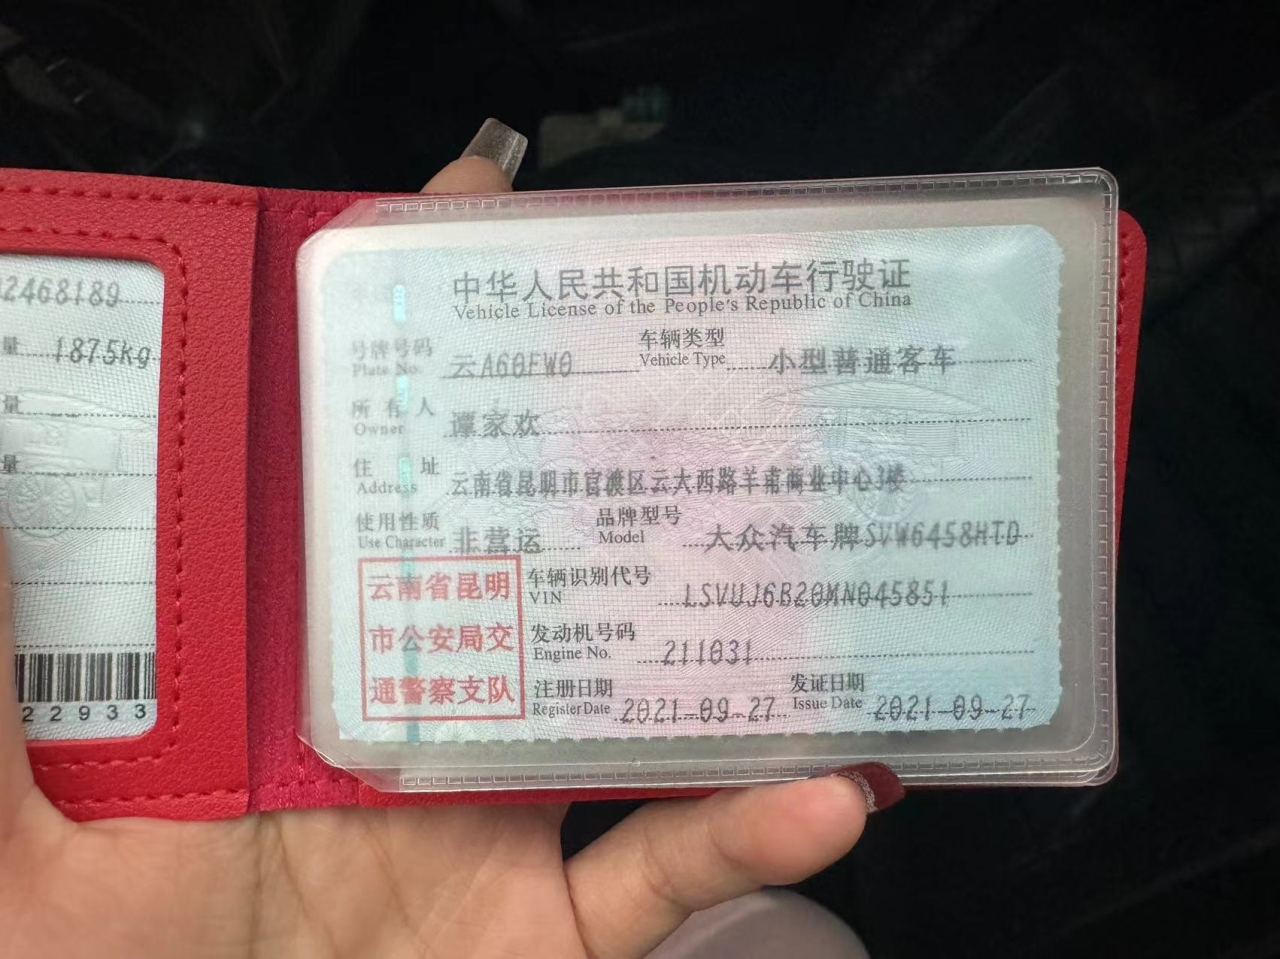 2468189
量 1875kg
量
量
22933
中华人民共和国机动车行驶证
Vehicle License of the People's Republic of China
号牌号码 云A60FW0 车辆类型 小型普通客车
Plate No. Vehicle Type
所有人 谭家欢
Owner
住址 云南省昆明市官渡区云大西路羊甫商业中心3楼
Address
使用性质 非营运 品牌型号 大众汽车牌SVW6458HTD
Use Character Model
云南省昆明
市公安局交
通警察支队
车辆识别代号 LSVUJ6B20MN045851
VIN
发动机号码 211031
Engine No.
注册日期 2021-09-27 发证日期 2021-09-27
Register Date Issue Date